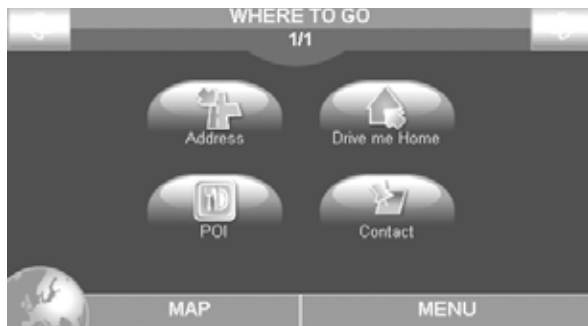 WHERE TO GO
1/1
Address
Drive me Home
POI
Contact
MAP
MENU